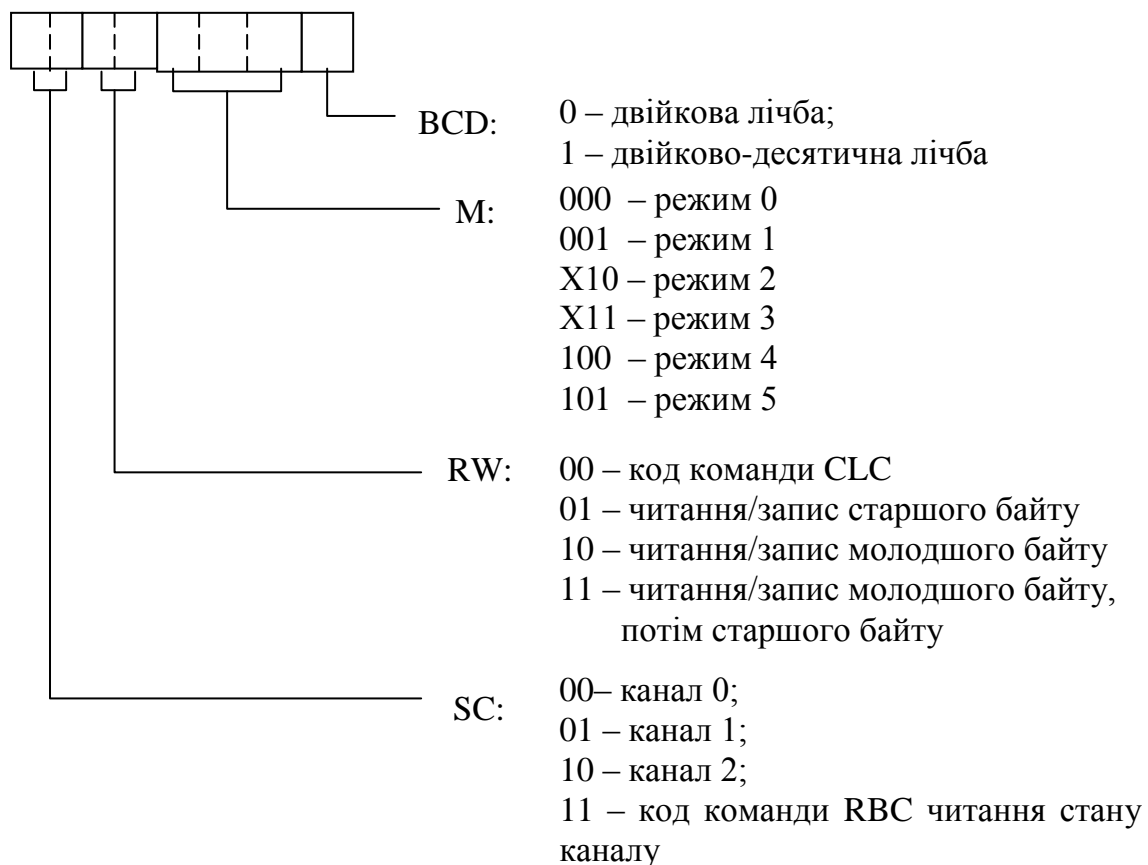 BCD: 0 – двійкова лічба;
1 – двійково-десятична лічба
M: 000 – режим 0
001 – режим 1
X10 – режим 2
X11 – режим 3
100 – режим 4
101 – режим 5
RW: 00 – код команди CLC
01 – читання/запис старшого байту
10 – читання/запис молодшого байту
11 – читання/запис молодшого байту,
потім старшого байту
SC: 00– канал 0;
01 – канал 1;
10 – канал 2;
11 – код команди RBC читання стану
каналу